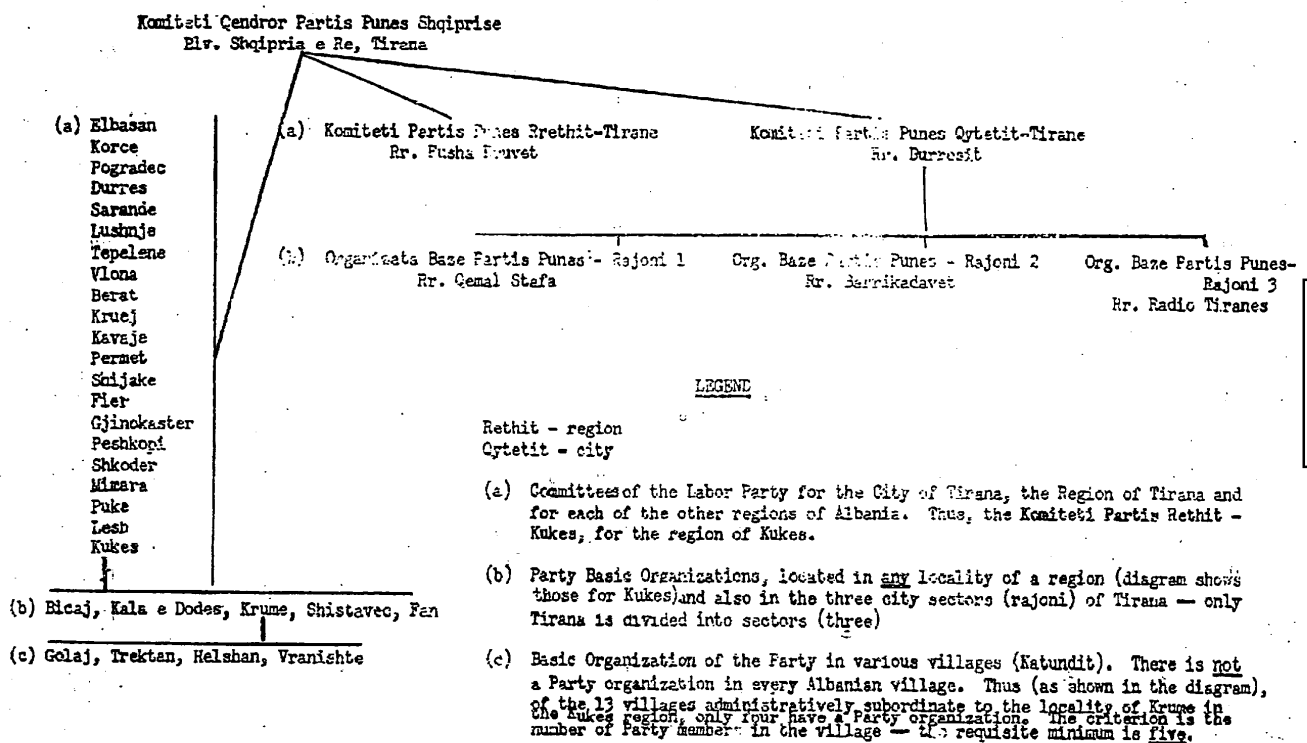 Komiteti Qendror Partis Punes Shqiprise
Blv. Shqipria e Re, Tirana
(a) Elbasan
Korce
Pogradec
Durres
Sarande
Lushnje
Tepelene
Vlona
Berat
Kruej
Kavaje
Permet
Shijake
Fier
Gjinokaster
Peshkopi
Shkoder
Mimara
Puke
Lesh
Kukes
(a) Komiteti Partis Punes Rrethit-Tirane
Rr. Fusha
Komiteti Partis Punes Qytetit-Tirane
Rr. Durresit
(b) Organizata Baze Partis Punes - Rajoni 1
Rr. Qemal Stafa
Org. Baze Partis Punes - Rajoni 2
Rr. Barrikadavet
Org. Baze Partis Punes-
Rajoni 3
Rr. Radio Tiranes
(b) Bicaj, Kala e Dodes, Krume, Shistavec, Fan
(c) Golaj, Trektan, Helshan, Vranishte
LEGEND
Rethit - region
Qytetit - city
(a) Committees of the Labor Party for the City of Tirana, the Region of Tirana and
for each of the other regions of Albania. Thus, the Komiteti Partis Rethit -
Kukes, for the region of Kukes.
(b) Party Basic Organizations, located in any locality of a region (diagram shows
those for Kukes) and also in the three city sectors (rajoni) of Tirana — only
Tirana is divided into sectors (three)
(c) Basic Organization of the Party in various villages (Katundit). There is not
a Party organization in every Albanian village. Thus (as shown in the diagram),
of the 13 villages administratively subordinate to the locality of Krume in
the Kukes region, only four have a Party organization. The criterion is the
number of Party members in the village — the requisite minimum is five.